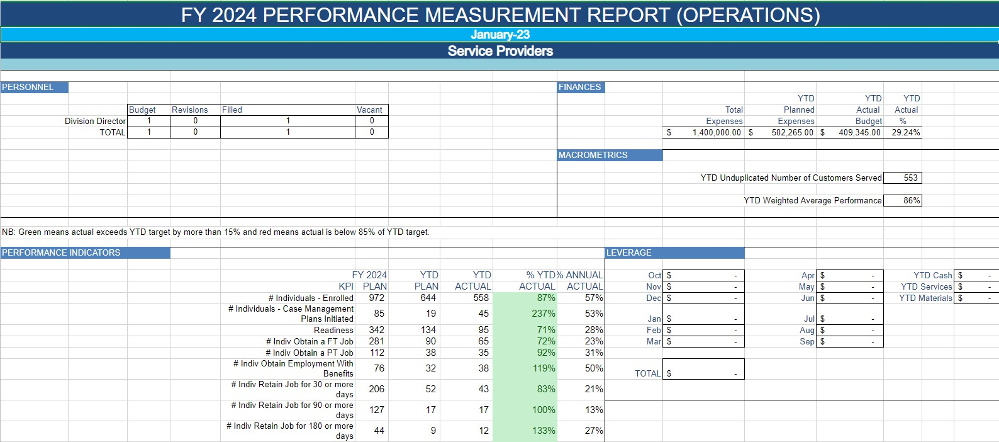 FY 2024 PERFORMANCE MEASUREMENT REPORT (OPERATIONS)
January-23
Service Providers
PERSONNEL
Budget Revisions Filled Vacant
Division Director 1 0 1 0
TOTAL 1 0 1 0
FINANCES
YTD YTD YTD
Total Planned Actual Actual
Expenses Expenses Budget %
$ 1,400,000.00 $ 502,265.00 $ 409,345.00 29.24%
MACROMETRICS
YTD Unduplicated Number of Customers Served 553
YTD Weighted Average Performance 86%
NB: Green means actual exceeds YTD target by more than 15% and red means actual is below 85% of YTD target.
PERFORMANCE INDICATORS
FY 2024 YTD YTD % YTD % ANNUAL
KPI PLAN PLAN ACTUAL ACTUAL ACTUAL
# Individuals - Enrolled 972 644 558 87% 57%
# Individuals - Case Management
Plans Initiated 85 19 45 237% 53%
Readiness 342 134 95 71% 28%
# Indiv Obtain a FT Job 281 90 65 72% 23%
# Indiv Obtain a PT Job 112 38 35 92% 31%
# Indiv Obtain Employment With
Benefits 76 32 38 119% 50%
# Indiv Retain Job for 30 or more
days 206 52 43 83% 21%
# Indiv Retain Job for 90 or more
days 127 17 17 100% 13%
# Indiv Retain Job for 180 or more
days 44 9 12 133% 27%
LEVERAGE
Oct $ - Apr $ - YTD Cash $ -
Nov $ - May $ - YTD Services $ -
Dec $ - Jun $ - YTD Materials $ -
Jan $ - Jul $ -
Feb $ - Aug $ -
Mar $ - Sep $ -
TOTAL $ -